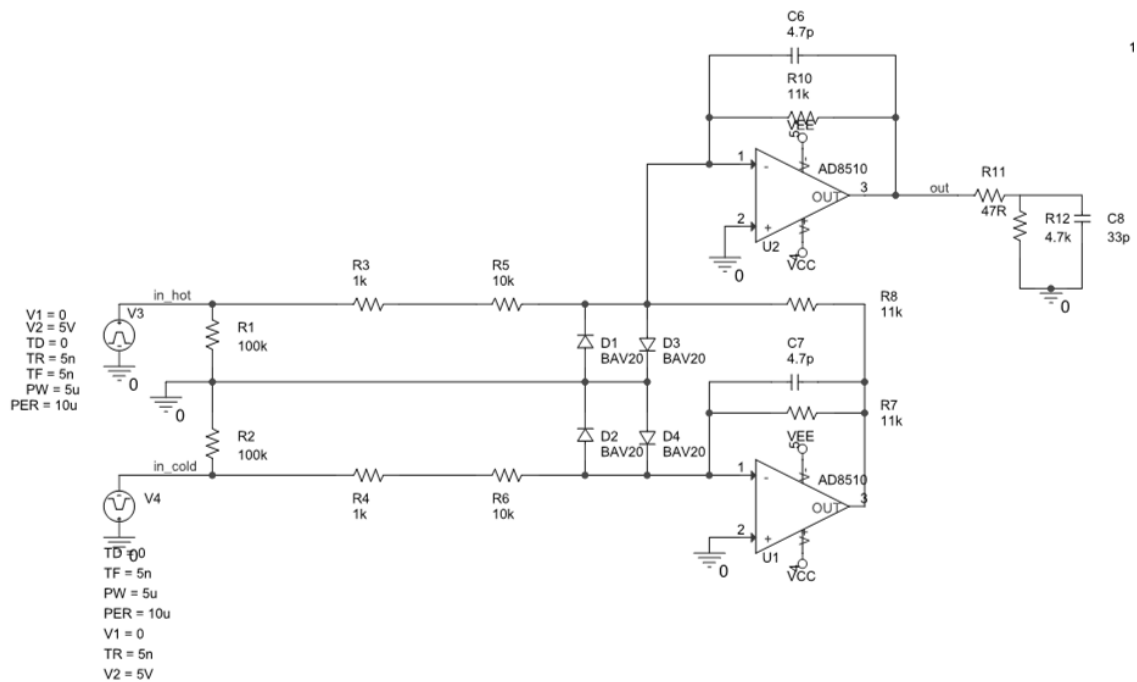 C6
4.7p
1
R10
11k
VEE
5
V-
1
-
AD8510
OUT
3
out
R11
47R
R12
4.7k
C8
33p
2
+
U2
V+
4
VCC
0
0
R3
1k
R5
10k
in_hot
R8
11k
V1 = 0
V2 = 5V
TD = 0
TR = 5n
TF = 5n
PW = 5u
PER = 10u
V3
0
R1
100k
D1
BAV20
D3
BAV20
C7
4.7p
0
R7
11k
R2
100k
D2
BAV20
D4
BAV20
VEE
5
V-
in_cold
1
-
AD8510
OUT
3
V4
R4
1k
R6
10k
2
+
U1
V+
4
VCC
0
0
TD = 0
TF = 5n
PW = 5u
PER = 10u
V1 = 0
TR = 5n
V2 = 5V